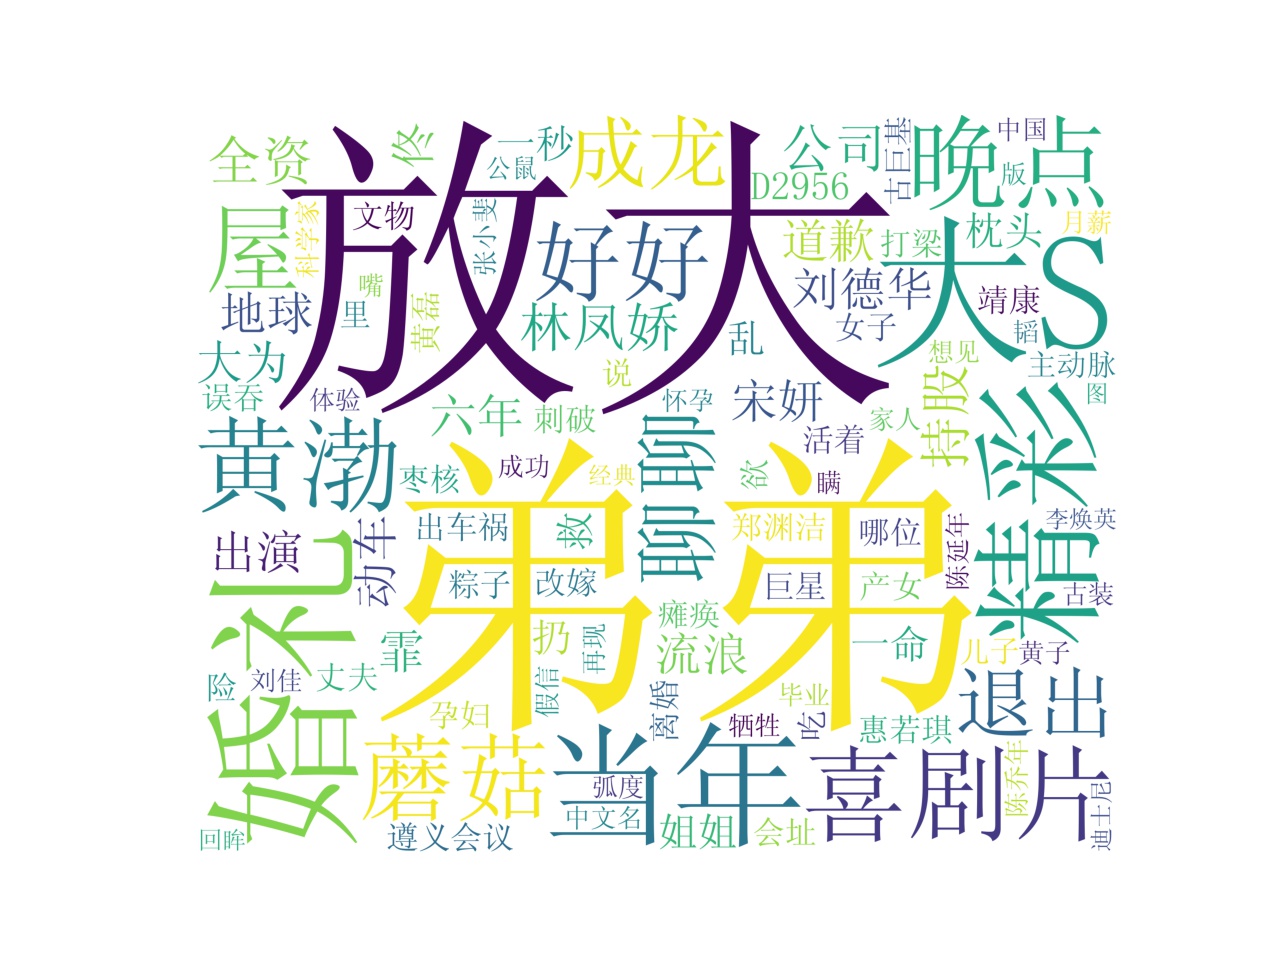 放大
弟弟
大S
婚礼
精彩
当年
喜剧片
黄渤
蘑菇
晚点
聊聊
好好
屋
成龙
退出
全资
佟
一秒
公鼠
公司
D2956
古巨基
中国
版
月薪
科学家
文物
嘴
张小斐
道歉
打梁
枕头
地球
里
黄磊
林凤娇
刘德华
女子
靖康
韬
大为
误吞
体验
说
乱
想见
主动脉
图
六年
刺破
怀孕
宋妍
活着
家人
持股
枣核
成功
经典
欲
瞒
出演
动车
出车祸
救
郑渊洁
哪位
陈延年
李焕英
粽子
改嫁
巨星
产女
古装
霏
扔
再现
瘫痪
流浪
一命
儿子
黄子
险
刘佳
丈夫
孕妇
假信
离婚
毕业
牺牲
吃
惠若琪
陈乔年
迪士尼
弧度
中文名
回眸
遵义会议
姐姐
会址